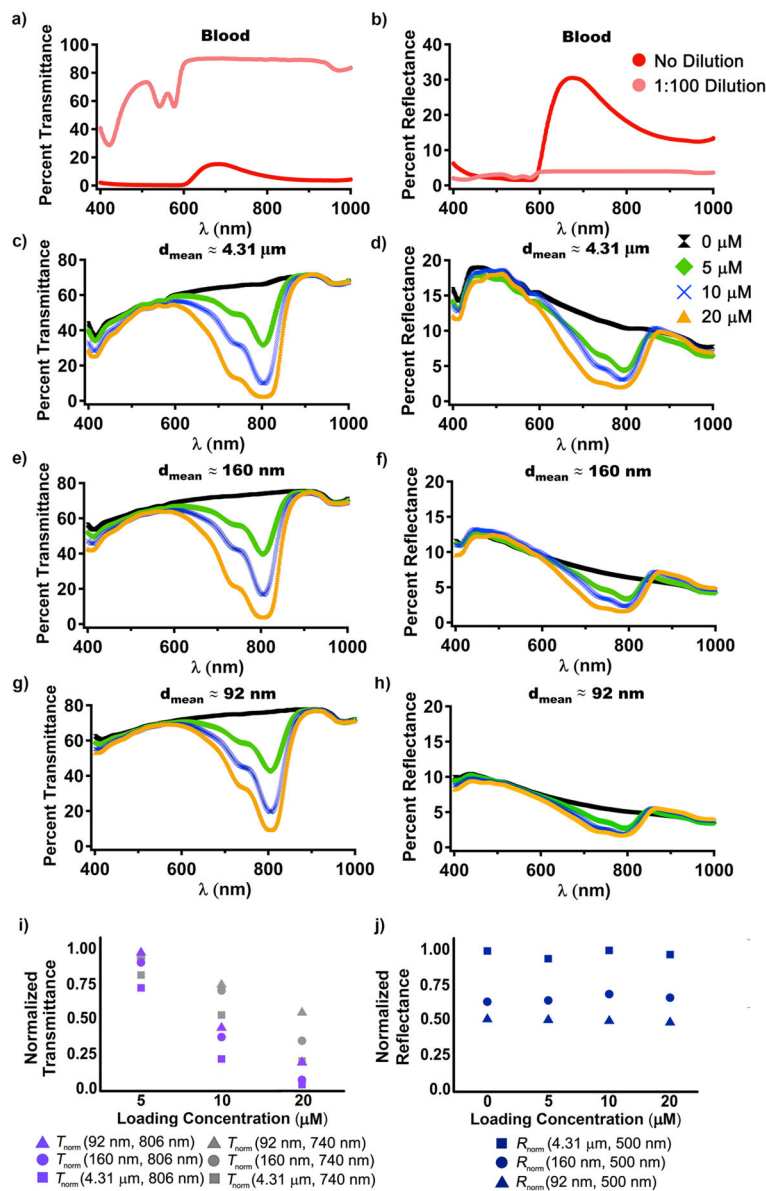 a)
Blood
Percent Transmittance
100
80
60
40
20
0
400
600
800
1000
λ (nm)
b)
Blood
Percent Reflectance
40
30
20
10
0
400
600
800
1000
λ (nm)
No Dilution
1:100 Dilution
c)
dmean ≈ 4.31 μm
Percent Transmittance
80
60
40
20
0
400
600
800
1000
λ (nm)
d)
dmean ≈ 4.31 μm
Percent Reflectance
20
15
10
5
0
400
600
800
1000
λ (nm)
0 μM
5 μM
10 μM
20 μM
e)
dmean ≈ 160 nm
Percent Transmittance
80
60
40
20
0
400
600
800
1000
λ (nm)
f)
dmean ≈ 160 nm
Percent Reflectance
20
15
10
5
0
400
600
800
1000
λ (nm)
g)
dmean ≈ 92 nm
Percent Transmittance
80
60
40
20
0
400
600
800
1000
λ (nm)
h)
dmean ≈ 92 nm
Percent Reflectance
20
15
10
5
0
400
600
800
1000
λ (nm)
i)
Normalized
Transmittance
1.00
0.75
0.50
0.25
0.0
5
10
20
Loading Concentration (μM)
Tnorm (92 nm, 806 nm)
Tnorm (160 nm, 806 nm)
Tnorm (4.31 μm, 806 nm)
Tnorm (92 nm, 740 nm)
Tnorm (160 nm, 740 nm)
Tnorm (4.31 μm, 740 nm)
j)
Normalized
Reflectance
1.00
0.75
0.50
0.25
0.0
0
5
10
20
Loading Concentration (μM)
Rnorm (4.31 μm, 500 nm)
Rnorm (160 nm, 500 nm)
Rnorm (92 nm, 500 nm)